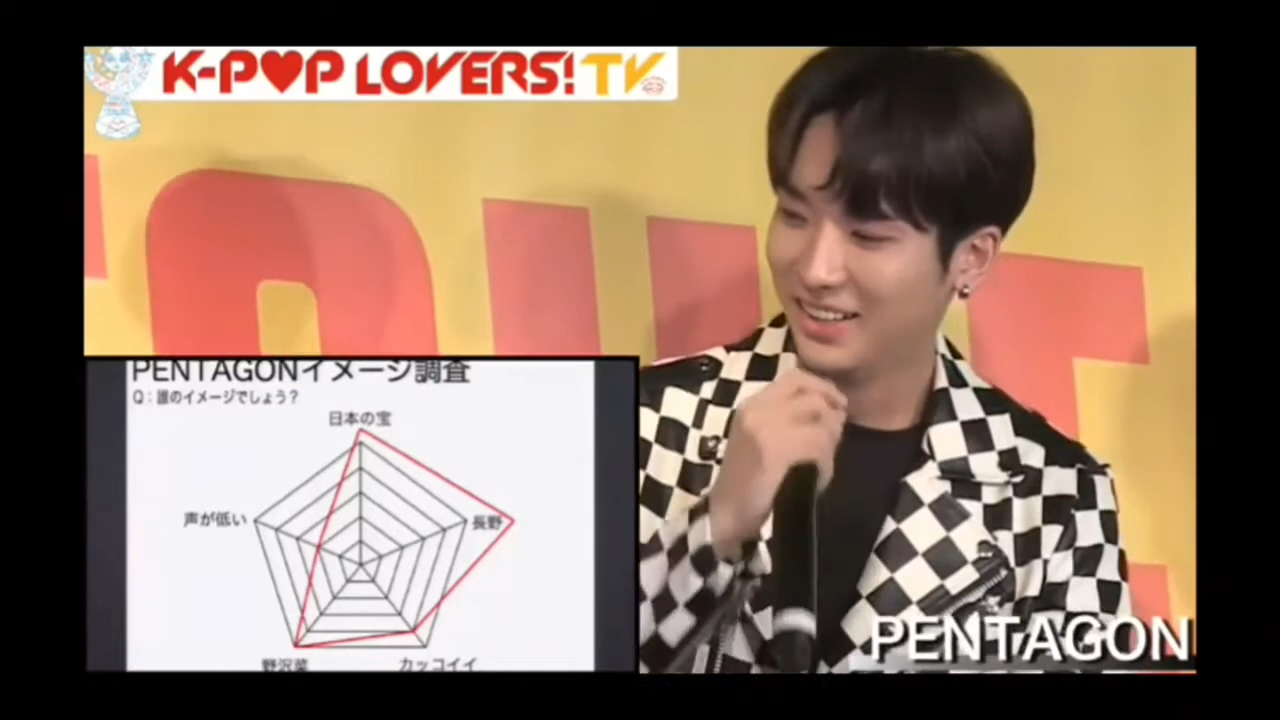 K-P♥P LOVERS! TV
PENTAGONイメージ調査
Q：誰のイメージでしょう？
日本の宝
声が低い
長野
野沢菜
カッコイイ
PENTAGON